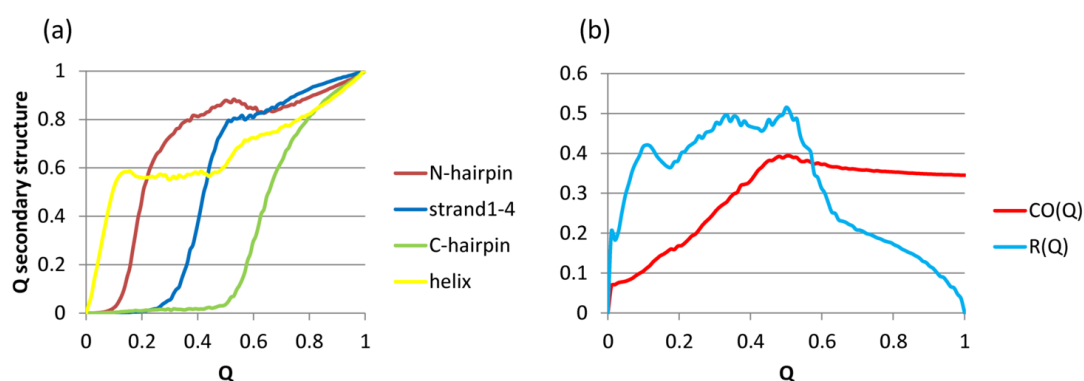 (a)
Q secondary structure
1
0.8
0.6
0.4
0.2
0
0 0.2 0.4 0.6 0.8 1
Q
N-hairpin
strand1-4
C-hairpin
helix
(b)
0.6
0.5
0.4
0.3
0.2
0.1
0
0 0.2 0.4 0.6 0.8 1
Q
CO(Q)
R(Q)